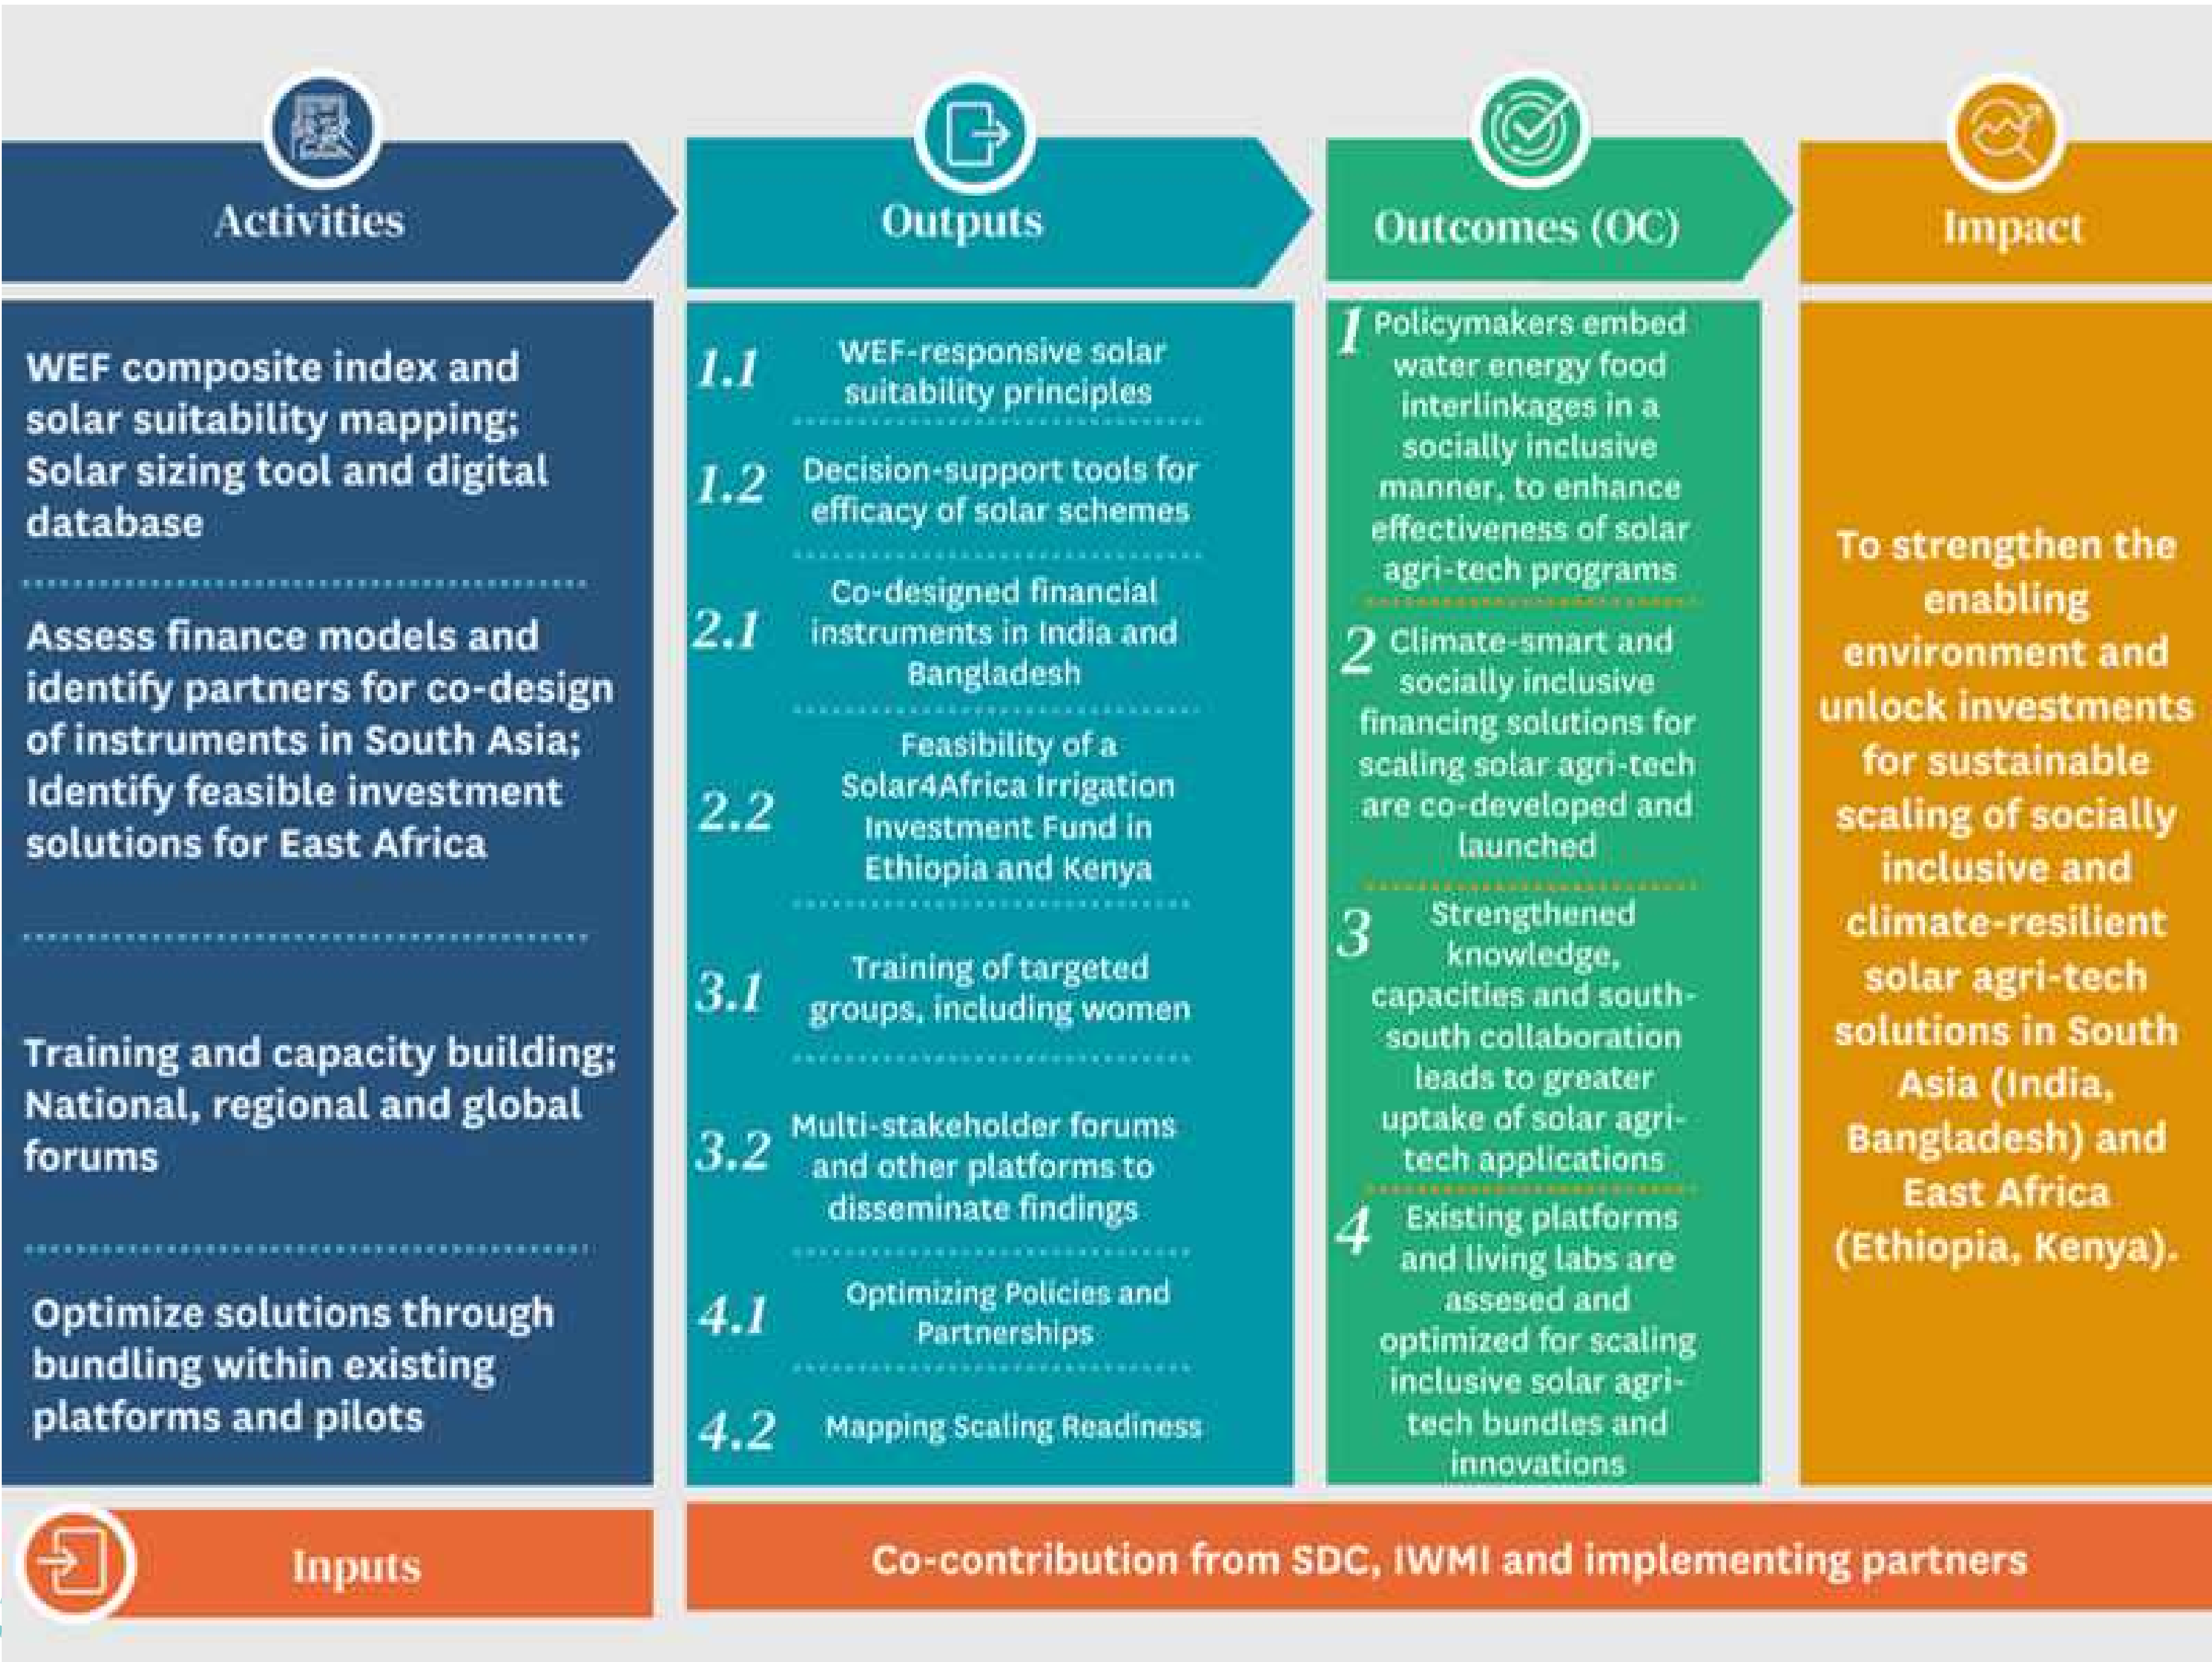 Activities
WEF composite index and
solar suitability mapping;
Solar sizing tool and digital
database
Assess finance models and
identify partners for co-design
of instruments in South Asia;
Identify feasible investment
solutions for East Africa
Training and capacity building;
National, regional and global
forums
Optimize solutions through
bundling within existing
platforms and pilots
Outputs
1.1 WEF-responsive solar
suitability principles
1.2 Decision-support tools for
efficacy of solar schemes
2.1 Co-designed financial
instruments in India and
Bangladesh
2.2 Feasibility of a
Solar4Africa Irrigation
Investment Fund in
Ethiopia and Kenya
3.1 Training of targeted
groups, including women
3.2 Multi-stakeholder forums
and other platforms to
disseminate findings
4.1 Optimizing Policies and
Partnerships
4.2 Mapping Scaling Readiness
Outcomes (OC)
1 Policymakers embed
water energy food
interlinkages in a
socially inclusive
manner, to enhance
effectiveness of solar
agri-tech programs
2 Climate-smart and
socially inclusive
financing solutions for
scaling solar agri-tech
are co-developed and
launched
3 Strengthened
knowledge,
capacities and south-
south collaboration
leads to greater
uptake of solar agri-
tech applications
4 Existing platforms
and living labs are
assesed and
optimized for scaling
inclusive solar agri-
tech bundles and
innovations
Impact
To strengthen the
enabling
environment and
unlock investments
for sustainable
scaling of socially
inclusive and
climate-resilient
solar agri-tech
solutions in South
Asia (India,
Bangladesh) and
East Africa
(Ethiopia, Kenya).
Inputs
Co-contribution from SDC, IWMI and implementing partners